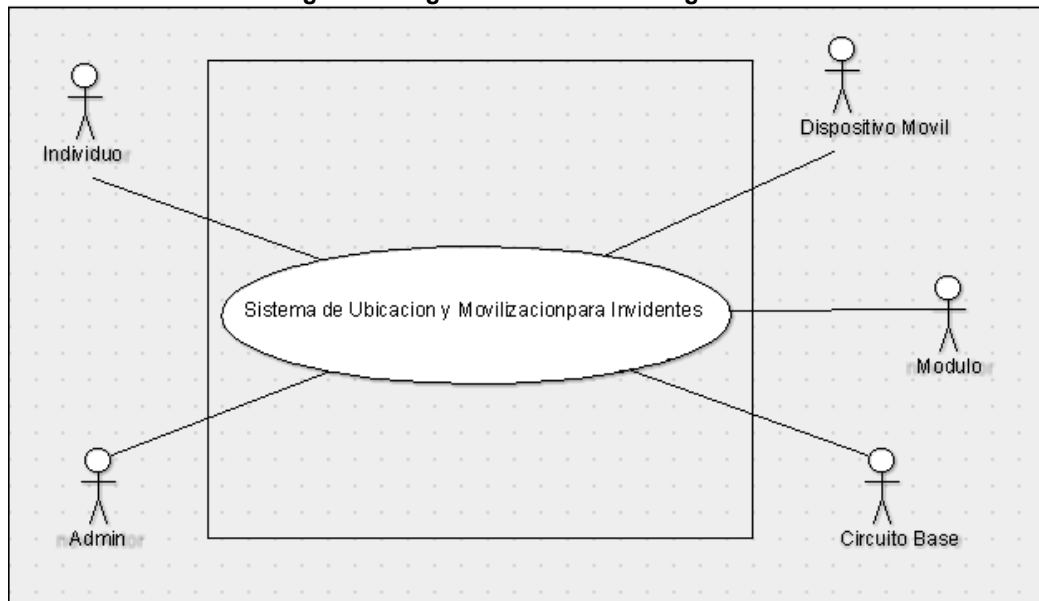 Individuo
Dispositivo Movil
Sistema de Ubicacion y Movilizacionpara Invidentes
Modulo
Admin
Circuito Base